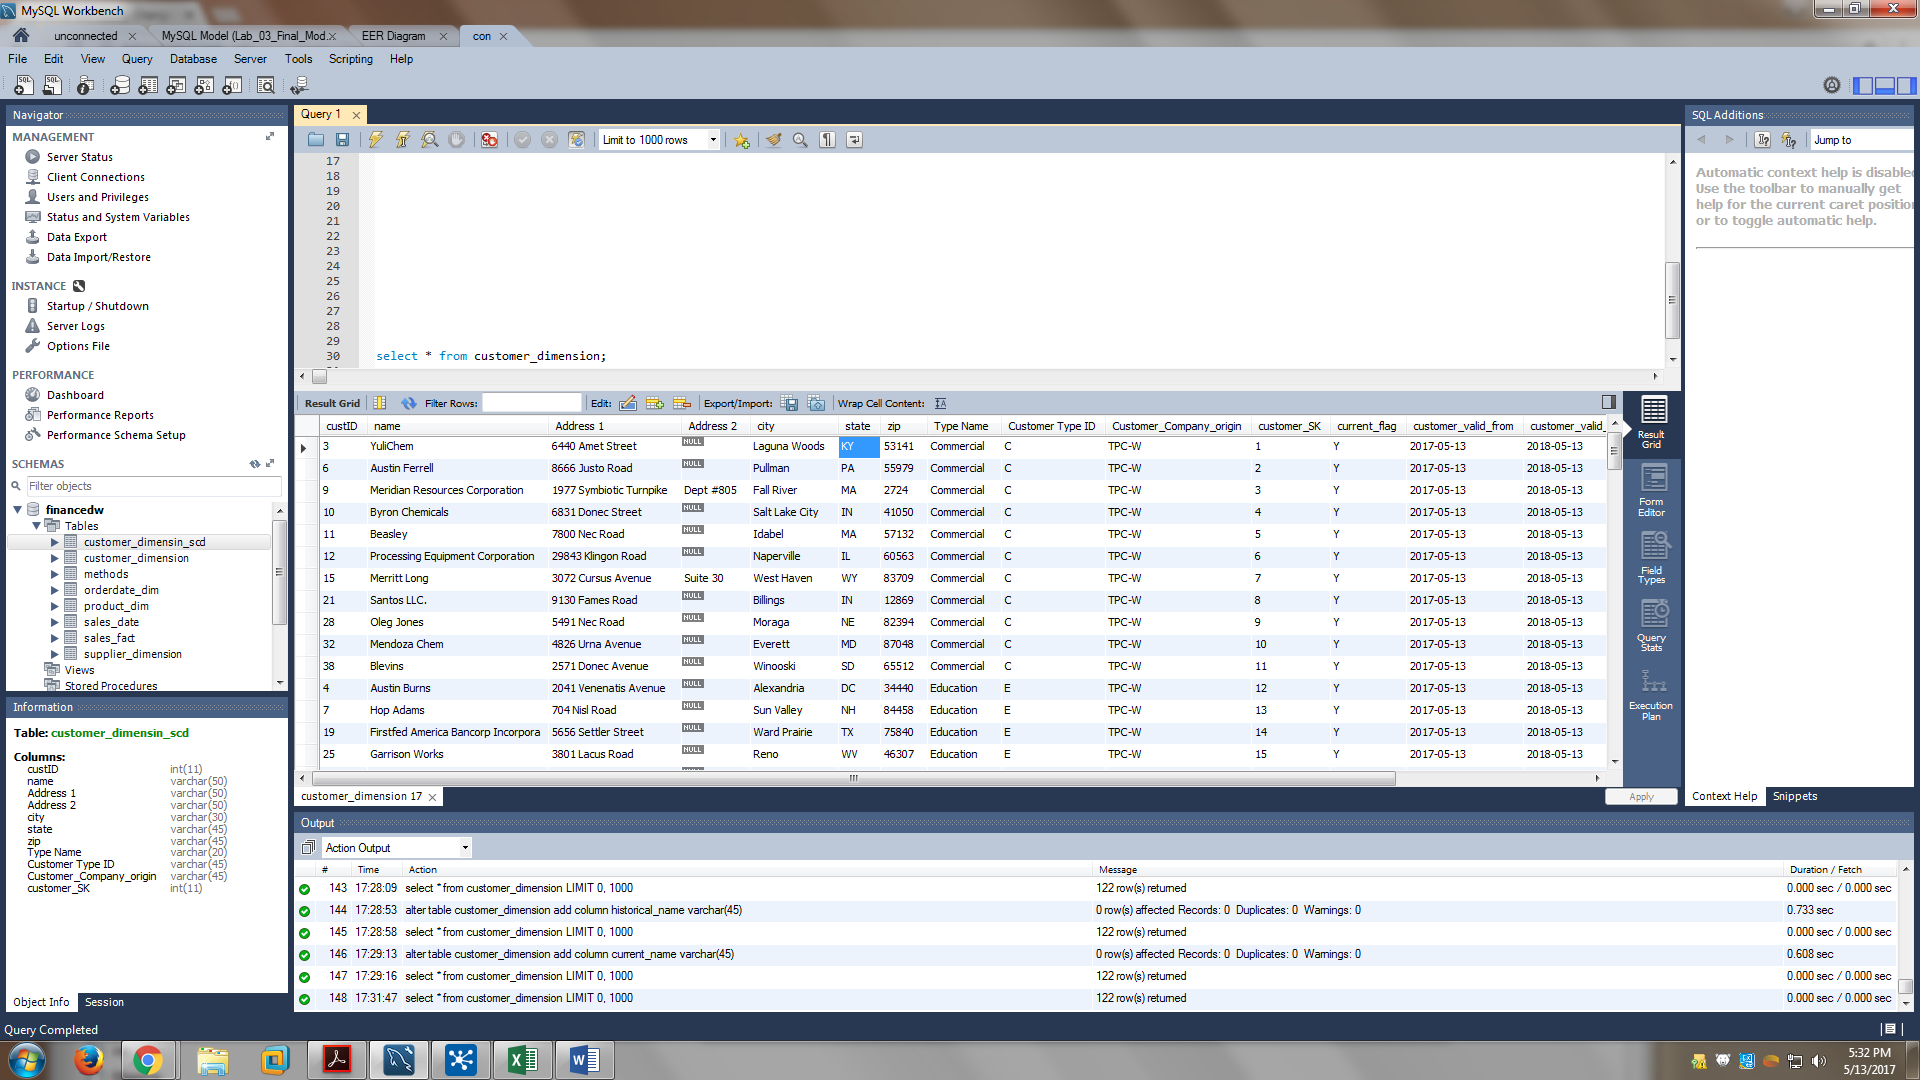 MySQL Workbench
unconnected
MySQL Model (Lab_03_Final_Mod...
EER Diagram
con
File Edit View Query Database Server Tools Scripting Help
Navigator
MANAGEMENT
Server Status
Client Connections
Users and Privileges
Status and System Variables
Data Export
Data Import/Restore
INSTANCE
Startup / Shutdown
Server Logs
Options File
PERFORMANCE
Dashboard
Performance Reports
Performance Schema Setup
SCHEMAS
Filter objects
financedw
Tables
customer_dimensin_scd
customer_dimension
methods
orderdate_dim
product_dim
sales_date
sales_fact
supplier_dimension
Views
Stored Procedures
Information
Table: customer_dimensin_scd
Columns:
custID int(11)
name varchar(50)
Address 1 varchar(50)
Address 2 varchar(50)
city varchar(30)
state varchar(45)
zip varchar(45)
Type Name varchar(20)
Customer Type ID varchar(45)
Customer_Company_origin varchar(45)
customer_SK int(11)
Object Info Session
Query Completed
Query 1
Limit to 1000 rows
17
18
19
20
21
22
23
24
25
26
27
28
29
30 select * from customer_dimension;
Result Grid Filter Rows: Edit: Export/Import: Wrap Cell Content:
custID name Address 1 Address 2 city state zip Type Name Customer Type ID Customer_Company_origin customer_SK current_flag customer_valid_from customer_valid_
3 YuliChem 6440 Amet Street NULL Laguna Woods KY 53141 Commercial C TPC-W 1 Y 2017-05-13 2018-05-13
6 Austin Ferrell 8666 Justo Road NULL Pullman PA 55979 Commercial C TPC-W 2 Y 2017-05-13 2018-05-13
9 Meridian Resources Corporation 1977 Symbiotic Turnpike Dept #805 Fall River MA 2724 Commercial C TPC-W 3 Y 2017-05-13 2018-05-13
10 Byron Chemicals 6831 Donec Street NULL Salt Lake City IN 41050 Commercial C TPC-W 4 Y 2017-05-13 2018-05-13
11 Beasley 7800 Nec Road NULL Idabel MA 57132 Commercial C TPC-W 5 Y 2017-05-13 2018-05-13
12 Processing Equipment Corporation 29843 Klingon Road NULL Naperville IL 60563 Commercial C TPC-W 6 Y 2017-05-13 2018-05-13
15 Merritt Long 3072 Cursus Avenue Suite 30 West Haven WY 83709 Commercial C TPC-W 7 Y 2017-05-13 2018-05-13
21 Santos LLC. 9130 Fames Road NULL Billings IN 12869 Commercial C TPC-W 8 Y 2017-05-13 2018-05-13
28 Oleg Jones 5491 Nec Road NULL Moraga NE 82394 Commercial C TPC-W 9 Y 2017-05-13 2018-05-13
32 Mendoza Chem 4826 Urna Avenue NULL Everett MD 87048 Commercial C TPC-W 10 Y 2017-05-13 2018-05-13
38 Blevins 2571 Donec Avenue NULL Winooski SD 65512 Commercial C TPC-W 11 Y 2017-05-13 2018-05-13
4 Austin Burns 2041 Venenatis Avenue NULL Alexandria DC 34440 Education E TPC-W 12 Y 2017-05-13 2018-05-13
7 Hop Adams 704 Nisl Road NULL Sun Valley NH 84458 Education E TPC-W 13 Y 2017-05-13 2018-05-13
19 Firstfed America Bancorp Incorpora 5656 Settler Street NULL Ward Prairie TX 75840 Education E TPC-W 14 Y 2017-05-13 2018-05-13
25 Garrison Works 3801 Lacus Road NULL Reno WV 46307 Education E TPC-W 15 Y 2017-05-13 2018-05-13
customer_dimension 17
Apply
Result Grid
Form Editor
Field Types
Query Stats
Execution Plan
SQL Additions
Jump to
Automatic context help is disabled
Use the toolbar to manually get
help for the current caret position
or to toggle automatic help.
Context Help Snippets
Output
Action Output
# Time Action Message Duration / Fetch
143 17:28:09 select * from customer_dimension LIMIT 0, 1000 122 row(s) returned 0.000 sec / 0.000 sec
144 17:28:53 alter table customer_dimension add column historical_name varchar(45) 0 row(s) affected Records: 0 Duplicates: 0 Warnings: 0 0.733 sec
145 17:28:58 select * from customer_dimension LIMIT 0, 1000 122 row(s) returned 0.000 sec / 0.000 sec
146 17:29:13 alter table customer_dimension add column current_name varchar(45) 0 row(s) affected Records: 0 Duplicates: 0 Warnings: 0 0.608 sec
147 17:29:16 select * from customer_dimension LIMIT 0, 1000 122 row(s) returned 0.000 sec / 0.000 sec
148 17:31:47 select * from customer_dimension LIMIT 0, 1000 122 row(s) returned 0.000 sec / 0.000 sec
5:32 PM
5/13/2017